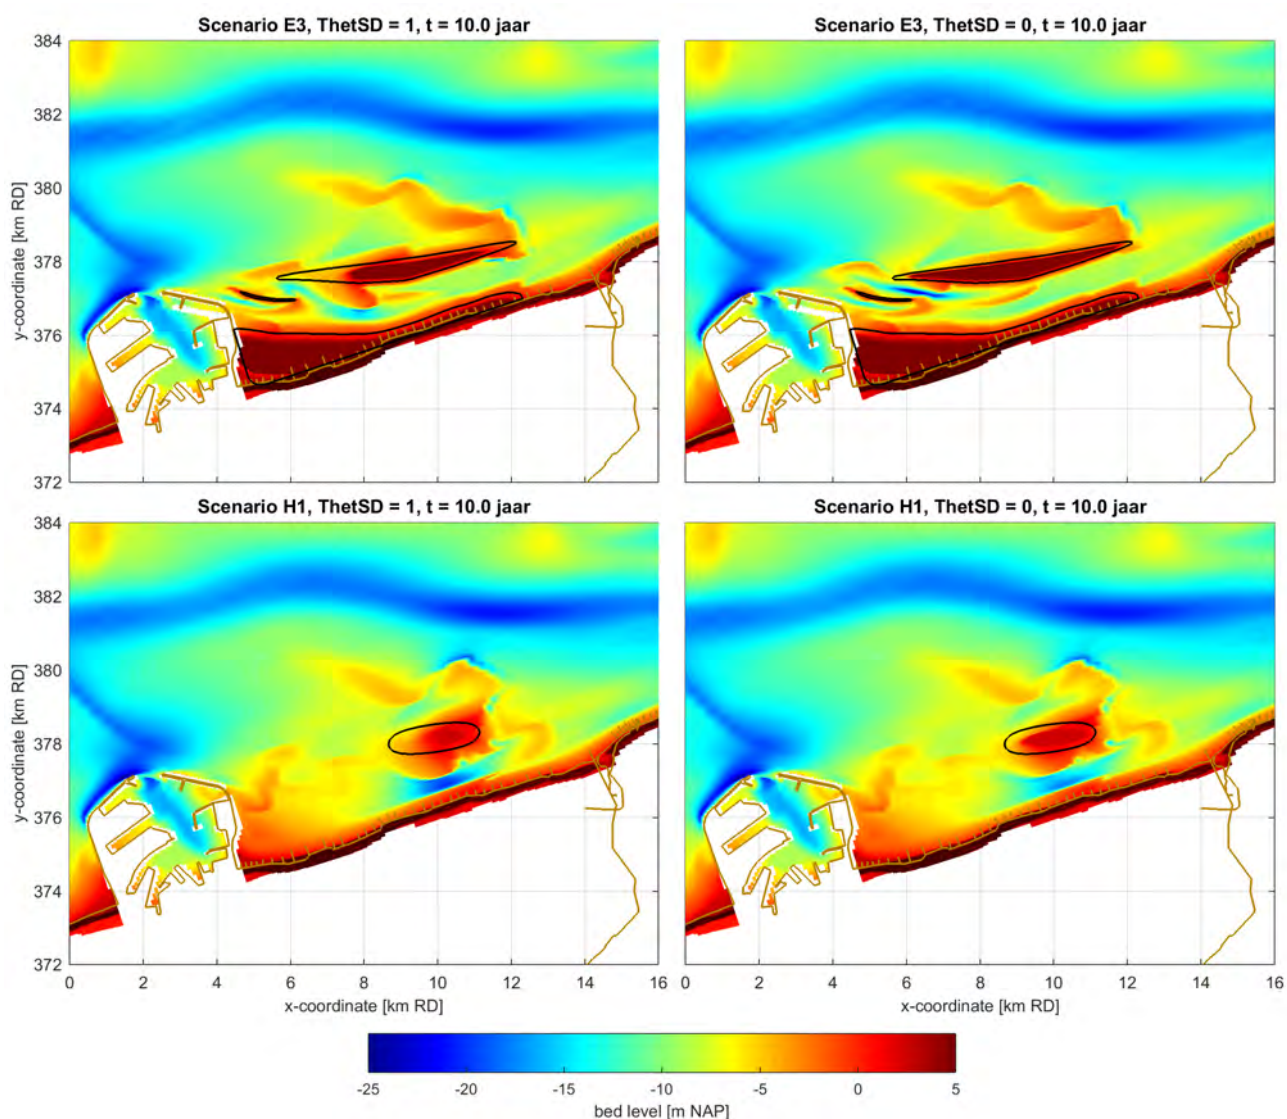 Scenario E3, ThetSD = 1, t = 10.0 jaar
Scenario E3, ThetSD = 0, t = 10.0 jaar
384
382
380
378
376
374
372
y-coordinate [km RD]
Scenario H1, ThetSD = 1, t = 10.0 jaar
Scenario H1, ThetSD = 0, t = 10.0 jaar
384
382
380
378
376
374
372
y-coordinate [km RD]
0 2 4 6 8 10 12 14 16
0 2 4 6 8 10 12 14 16
x-coordinate [km RD]
x-coordinate [km RD]
-25 -20 -15 -10 -5 0 5
bed level [m NAP]